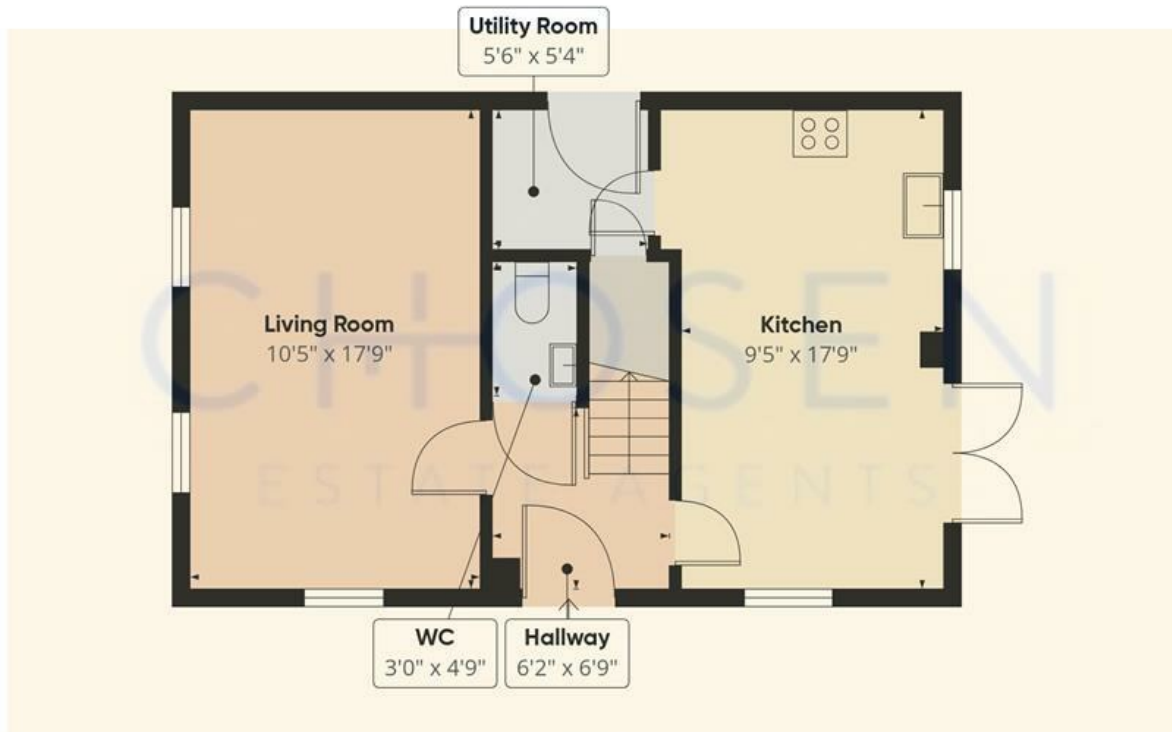 Utility Room
5'6" x 5'4"
Living Room
10'5" x 17'9"
Kitchen
9'5" x 17'9"
CHOSEN
ESTATE AGENTS
WC
3'0" x 4'9"
Hallway
6'2" x 6'9"